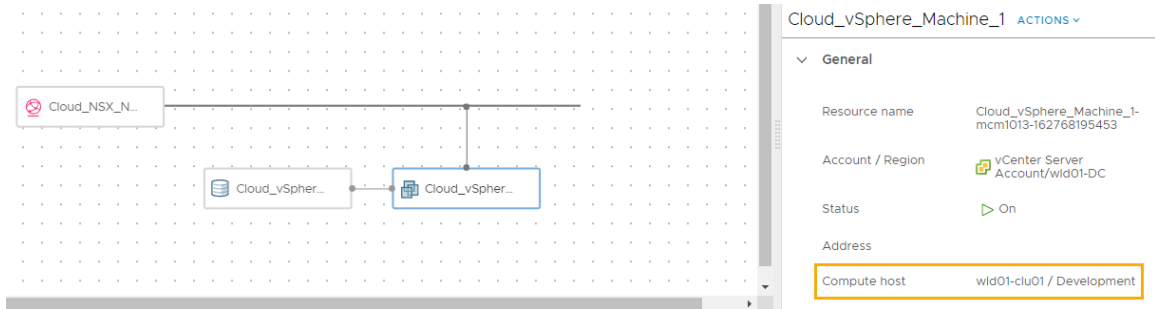 Cloud_vSphere_Machine_1 ACTIONS
General
Cloud_NSX_N...
Cloud_vSpher...
Cloud_vSpher...
Resource name
Cloud_vSphere_Machine_1-
mcm1013-162768195453
Account / Region
vCenter Server
Account/wld01-DC
Status
On
Address
Compute host
wld01-clu01 / Development